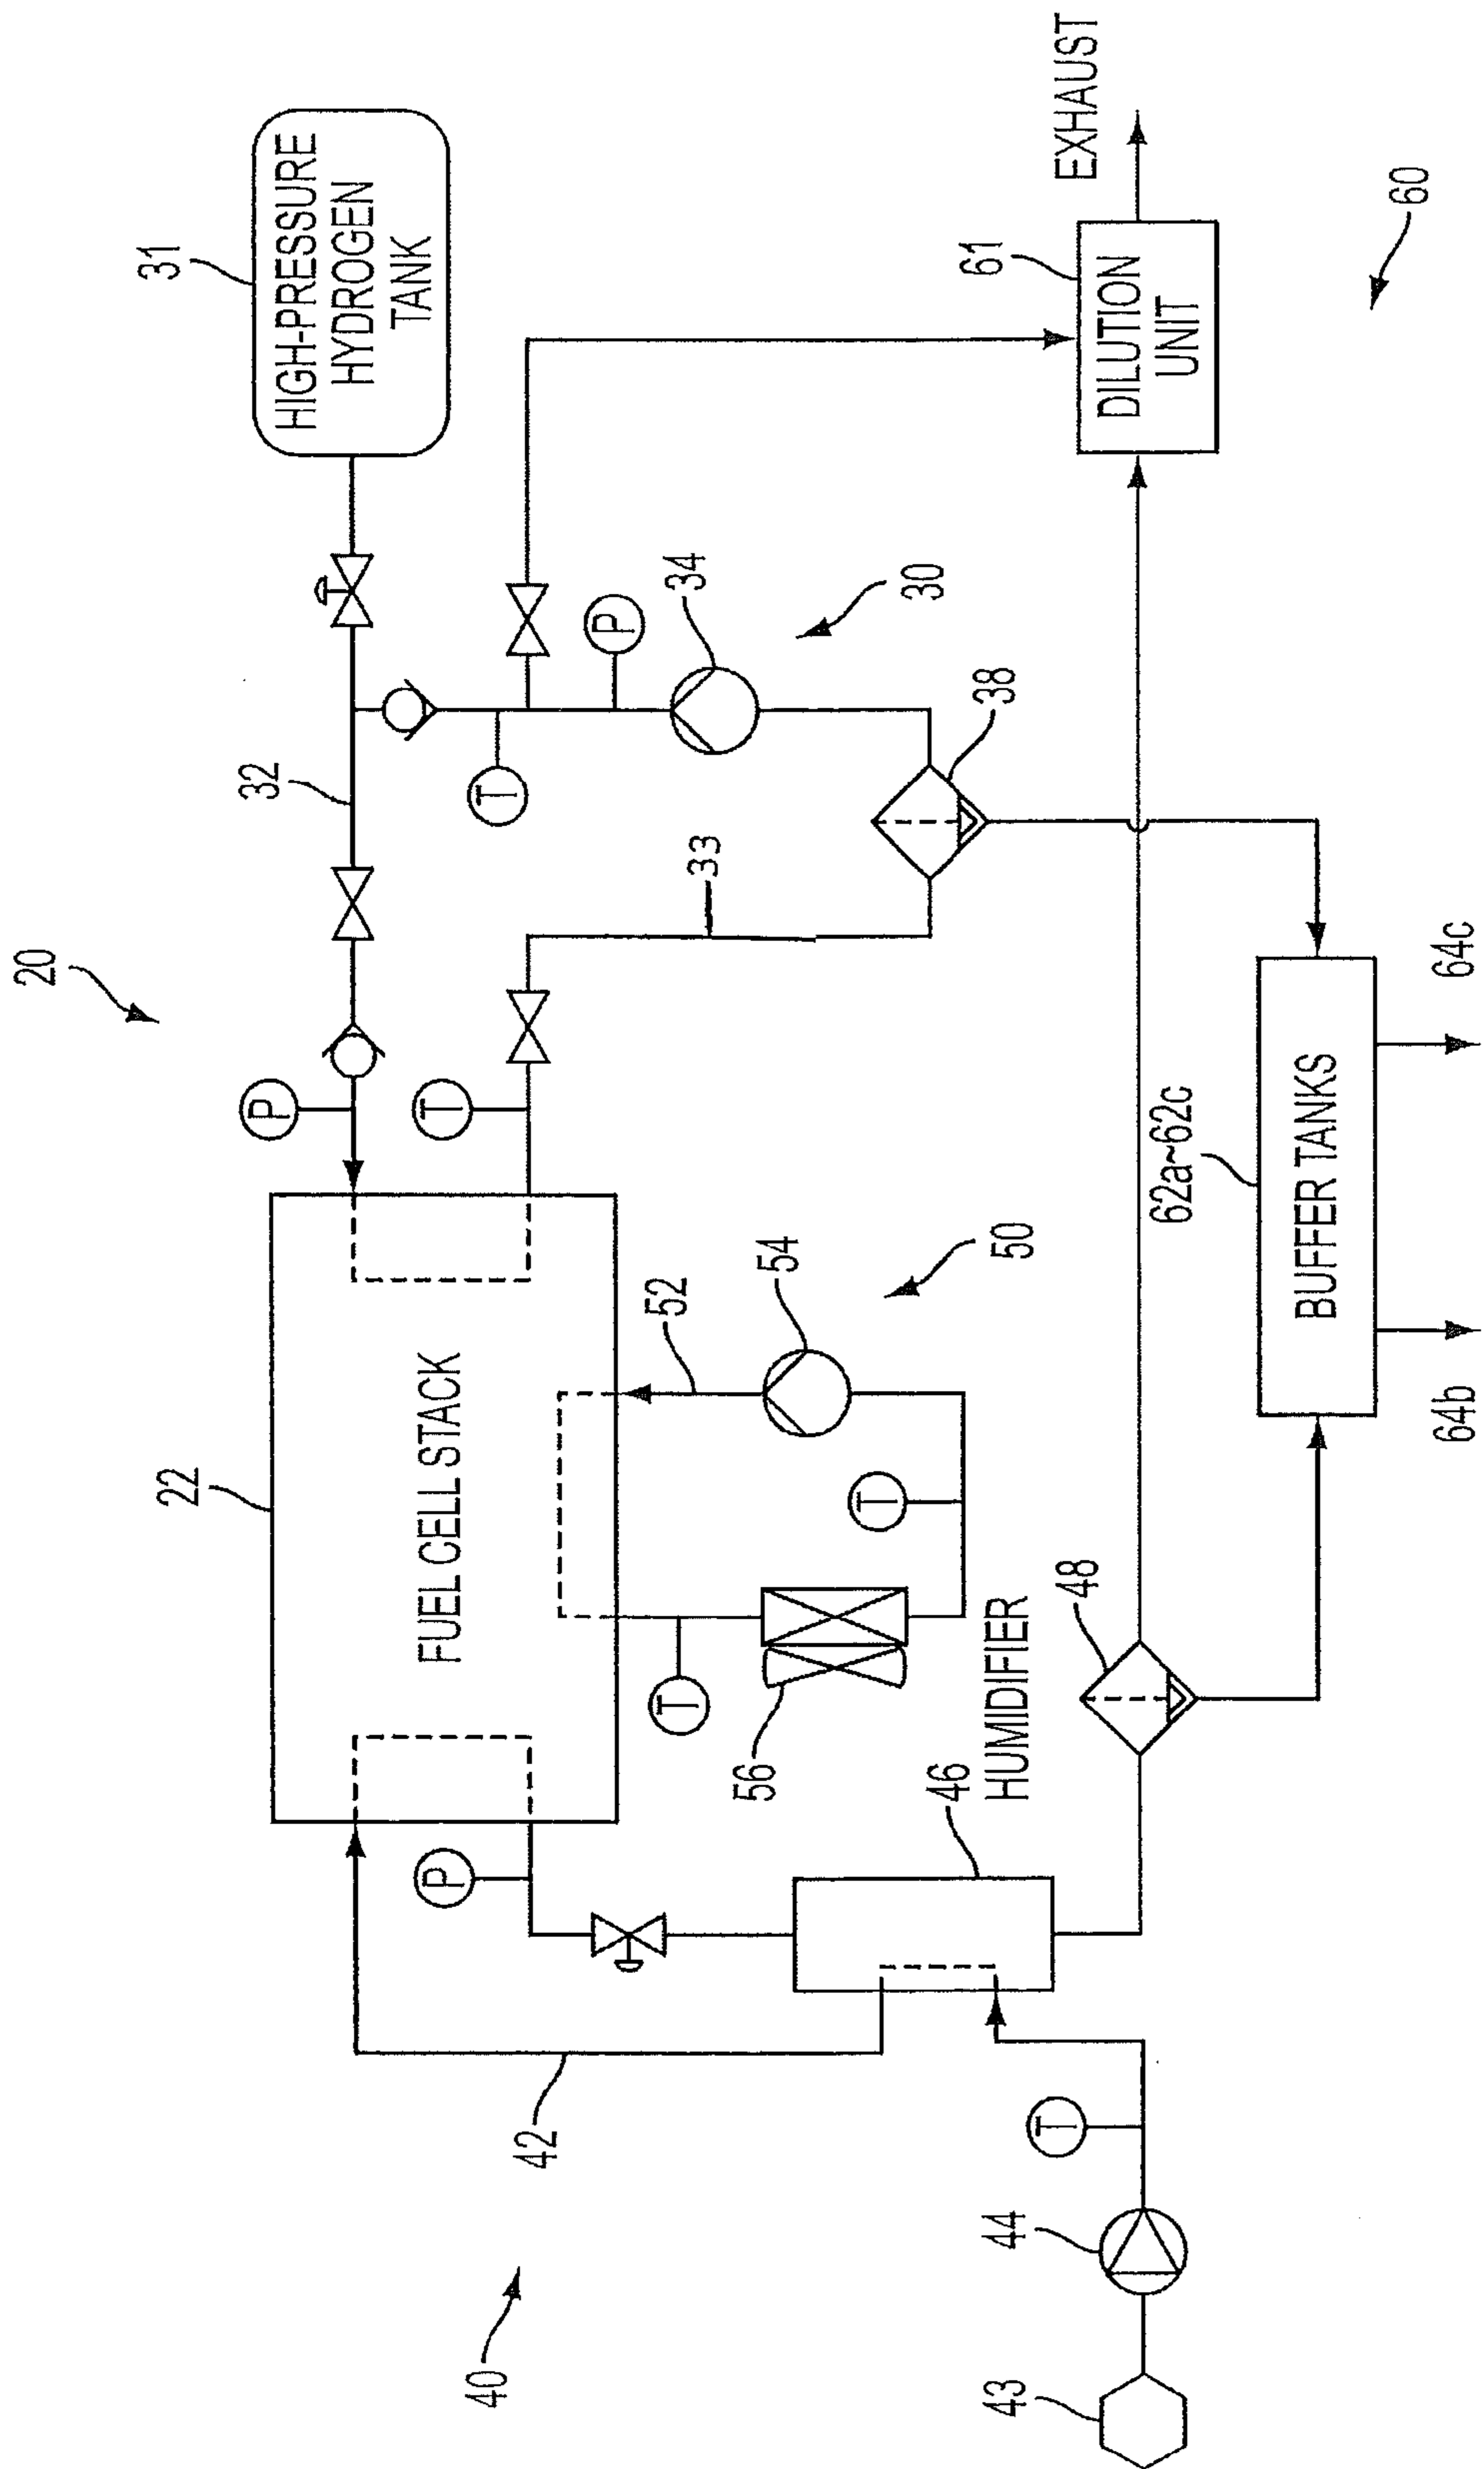 20
31
22
32
P
HIGH-PRESSURE
HYDROGEN
TANK
FUEL CELL STACK
T
P
40
T
42
P
52
T
34
33
56
54
T
30
46
61
38
43
44
HUMIDIFIER
50
T
EXHAUST
48
DILUTION
UNIT
62a~62c
BUFFER TANKS
60
64b
64c